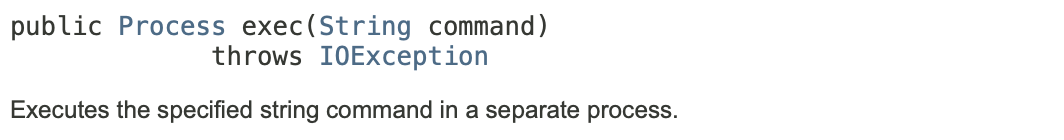 public Process exec(String command)
throws IOException
Executes the specified string command in a separate process.